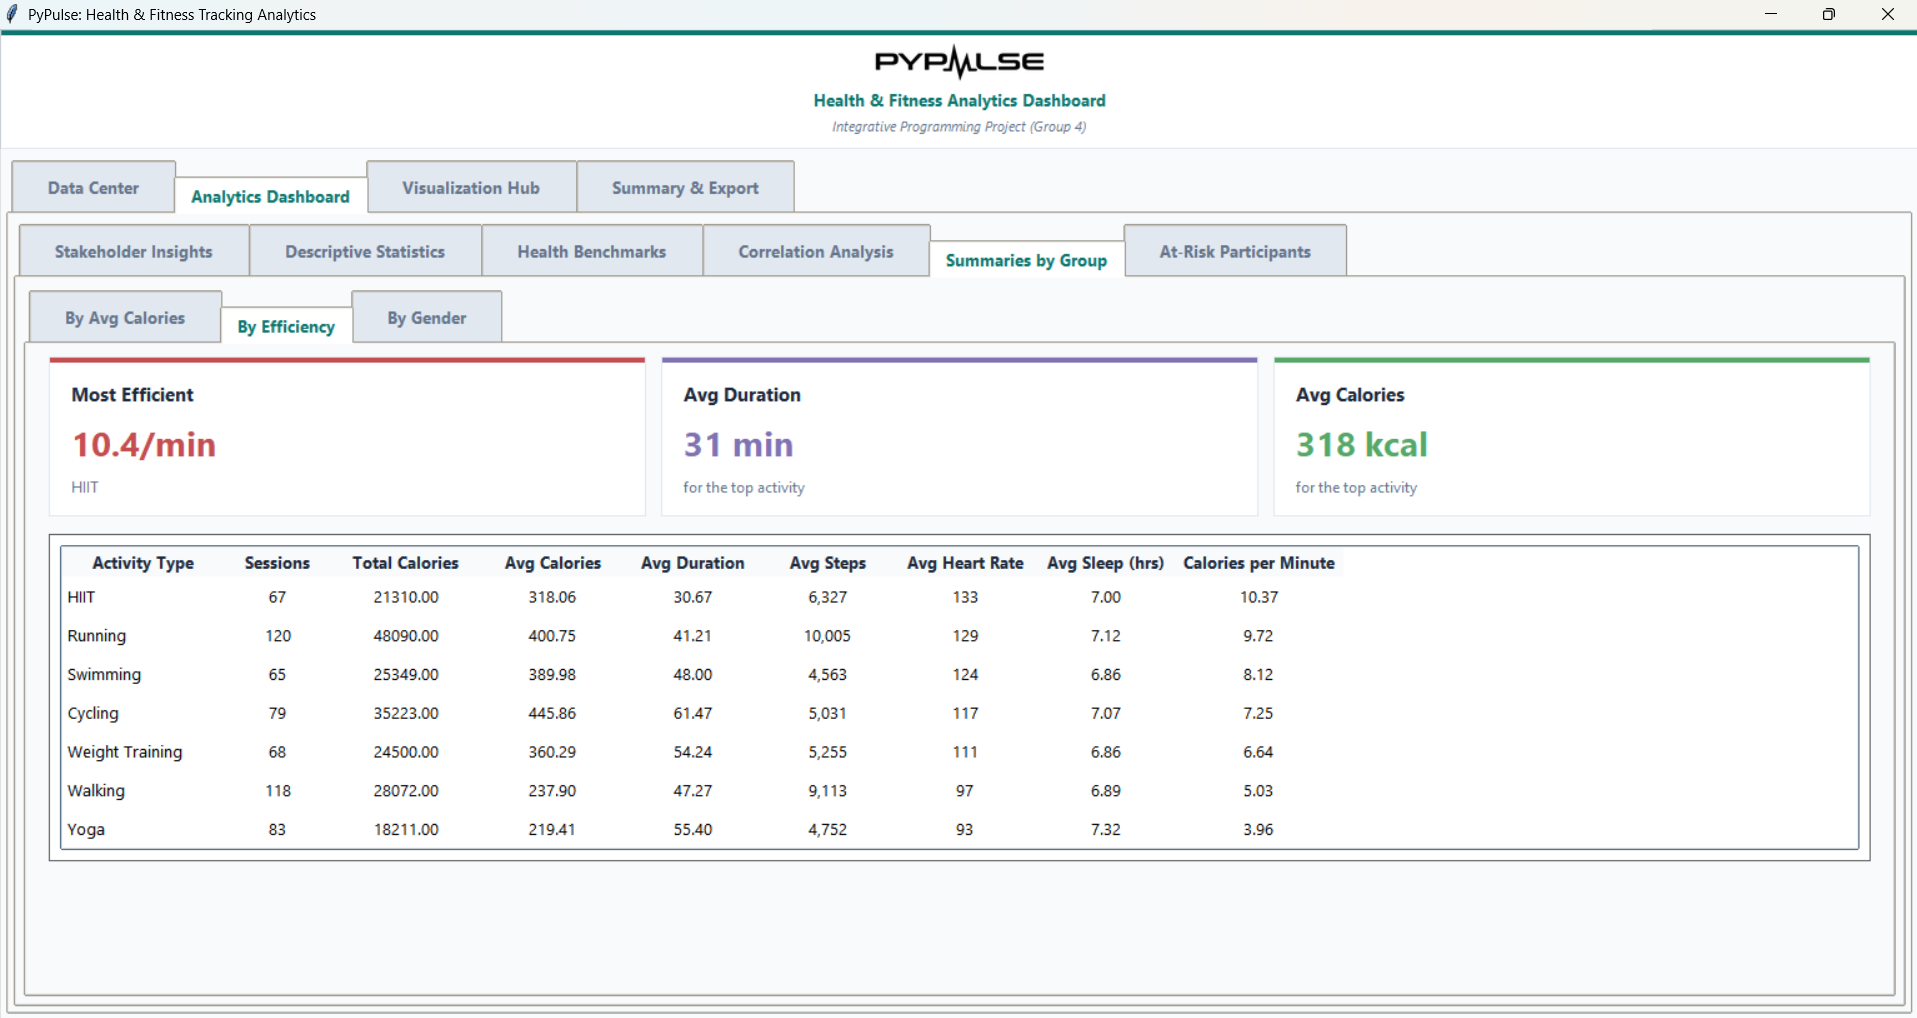 PyPulse: Health & Fitness Tracking Analytics
PYPULSE
Health & Fitness Analytics Dashboard
Integrative Programming Project (Group 4)
Data Center Analytics Dashboard Visualization Hub Summary & Export
Stakeholder Insights Descriptive Statistics Health Benchmarks Correlation Analysis Summaries by Group At-Risk Participants
By Avg Calories By Efficiency By Gender
Most Efficient Avg Duration Avg Calories
10.4/min 31 min 318 kcal
HIIT for the top activity for the top activity
Activity Type Sessions Total Calories Avg Calories Avg Duration Avg Steps Avg Heart Rate Avg Sleep (hrs) Calories per Minute
HIIT 67 21310.00 318.06 30.67 6,327 133 7.00 10.37
Running 120 48090.00 400.75 41.21 10,005 129 7.12 9.72
Swimming 65 25349.00 389.98 48.00 4,563 124 6.86 8.12
Cycling 79 35223.00 445.86 61.47 5,031 117 7.07 7.25
Weight Training 68 24500.00 360.29 54.24 5,255 111 6.86 6.64
Walking 118 28072.00 237.90 47.27 9,113 97 6.89 5.03
Yoga 83 18211.00 219.41 55.40 4,752 93 7.32 3.96